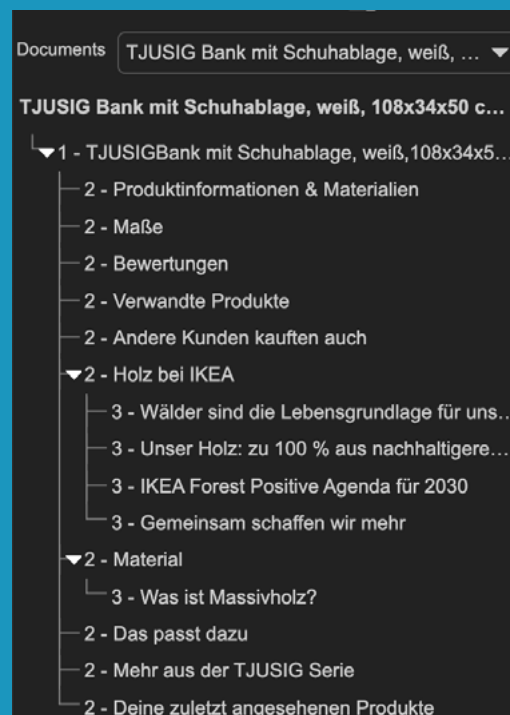 Documents TJUSIG Bank mit Schuhablage, weiß, ...
TJUSIG Bank mit Schuhablage, weiß, 108x34x50 c...
1 - TJUSIGBank mit Schuhablage, weiß,108x34x5...
2 - Produktinformationen & Materialien
2 - Maße
2 - Bewertungen
2 - Verwandte Produkte
2 - Andere Kunden kauften auch
2 - Holz bei IKEA
3 - Wälder sind die Lebensgrundlage für uns...
3 - Unser Holz: zu 100 % aus nachhaltigere...
3 - IKEA Forest Positive Agenda für 2030
3 - Gemeinsam schaffen wir mehr
2 - Material
3 - Was ist Massivholz?
2 - Das passt dazu
2 - Mehr aus der TJUSIG Serie
2 - Deine zuletzt angesehenen Produkte